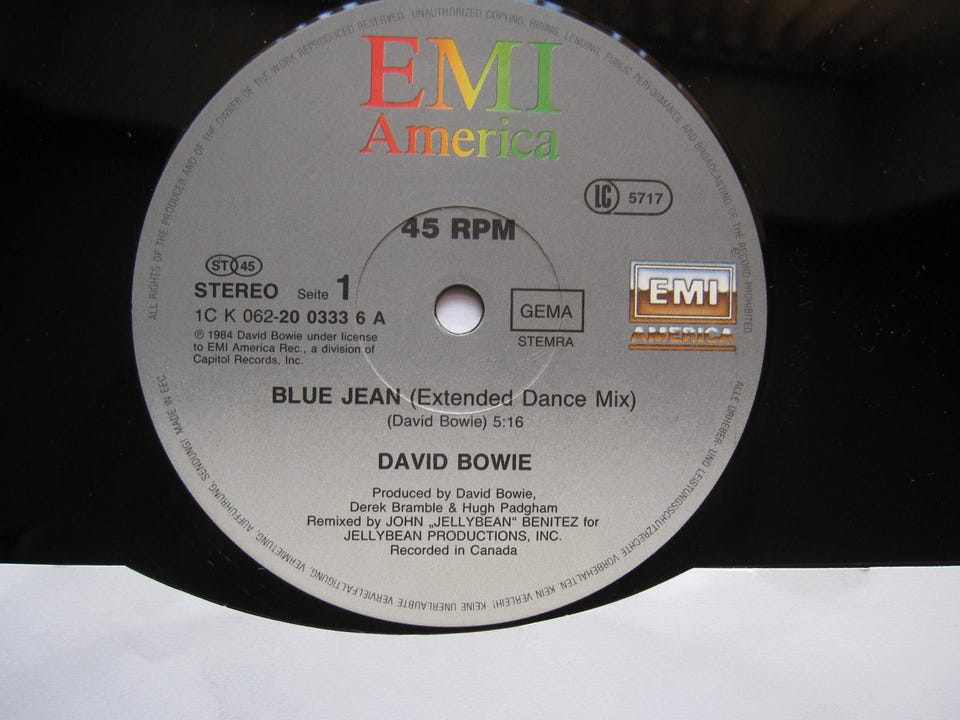 ALL RIGHTS OF THE PRODUCER AND OF THE OWNER OF THE WORK REPRODUCED RESERVED. UNAUTHORIZED COPYING, HIRING, LENDING, PUBLIC PERFORMANCE AND BROADCASTING OF THE RECORD PROHIBITED.
EMI
America
LC 5717
45 RPM
ST 45
STEREO Seite 1
1C K 062-20 0333 6 A
℗ 1984 David Bowie under license
to EMI America Rec., a division of
Capitol Records, Inc.
GEMA
STEMRA
EMI
AMERICA
BLUE JEAN (Extended Dance Mix)
(David Bowie) 5:16
DAVID BOWIE
Produced by David Bowie,
Derek Bramble & Hugh Padgham
Remixed by JOHN „JELLYBEAN“ BENITEZ for
JELLYBEAN PRODUCTIONS, INC.
Recorded in Canada
ALLE URHEBER- UND LEISTUNGSSCHUTZRECHTE VORBEHALTEN. KEIN VERLEIH! KEINE UNERLAUBTE VERVIELFÄLTIGUNG, VERMIETUNG, AUFFÜHRUNG, SENDUNG! MADE IN EEC.